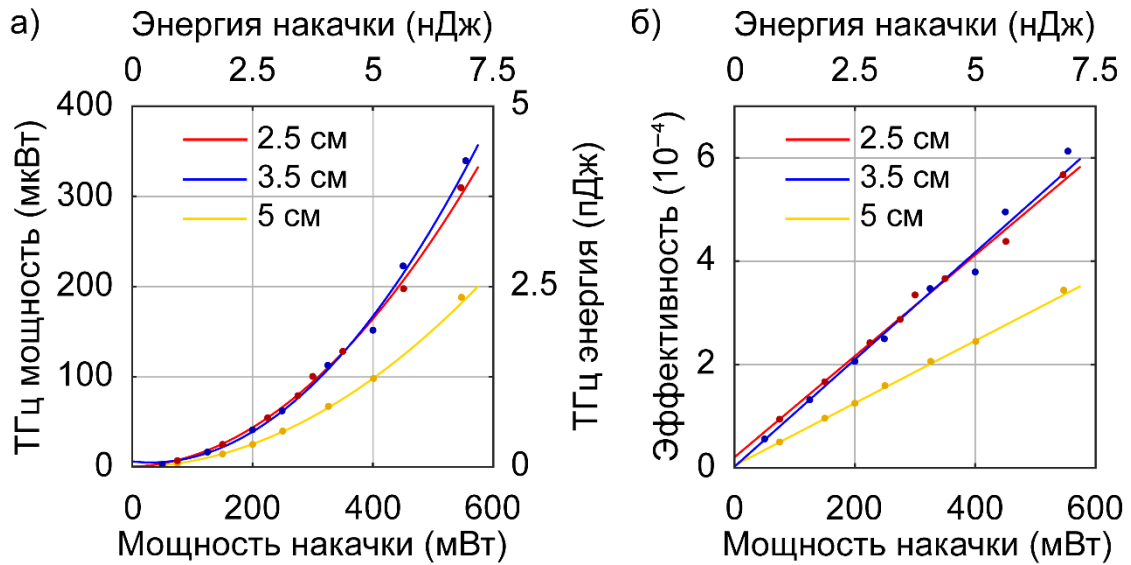 а)
Энергия накачки (нДж)
0 2.5 5 7.5
ТГц мощность (мкВт)
400
300
200
100
0
2.5 см
3.5 см
5 см
5
2.5
0
ТГц энергия (пДж)
0 200 400 600
Мощность накачки (мВт)
б)
Энергия накачки (нДж)
0 2.5 5 7.5
Эффективность (10⁻⁴)
6
4
2
0
2.5 см
3.5 см
5 см
0 200 400 600
Мощность накачки (мВт)